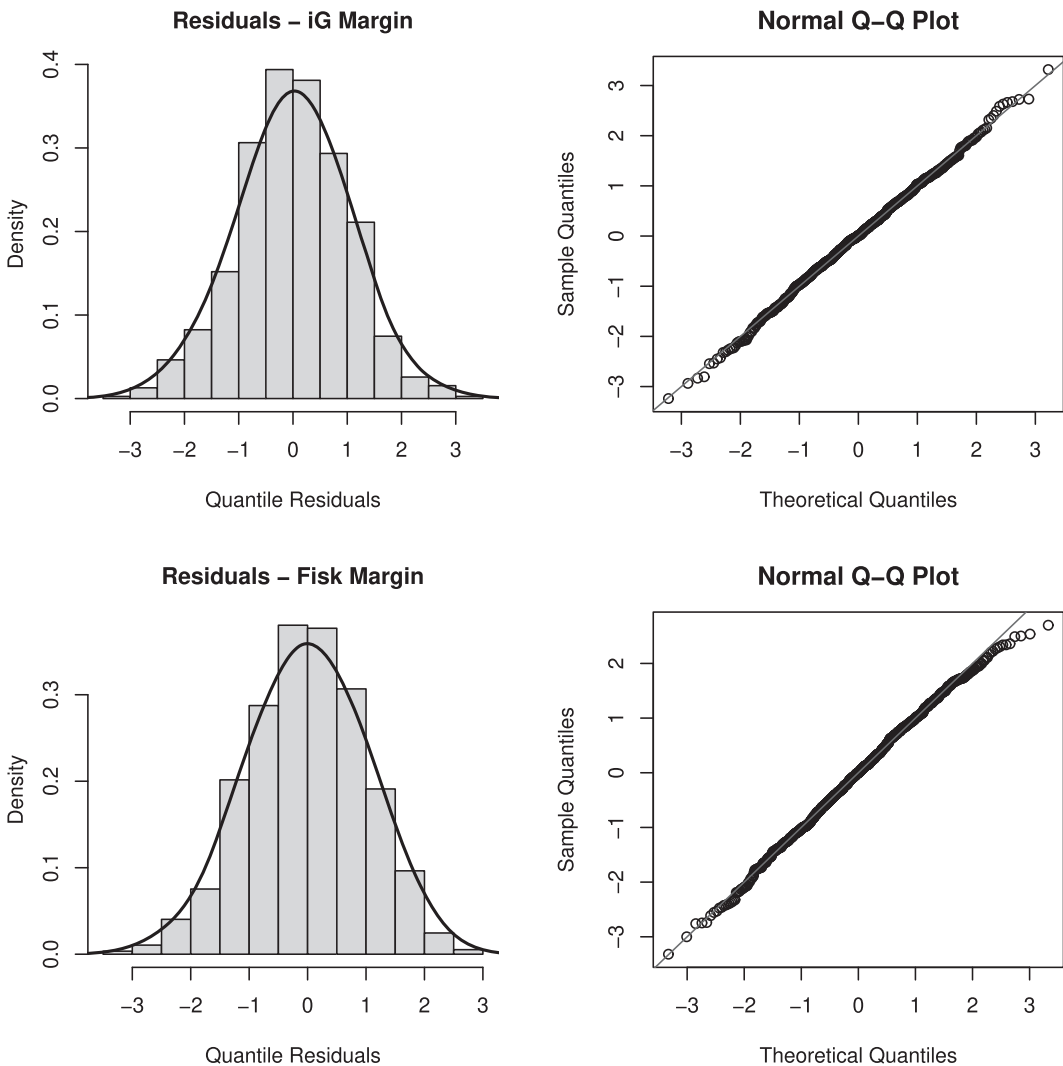 Residuals – iG Margin
Density
0.0 0.1 0.2 0.3 0.4
−3 −2 −1 0 1 2 3
Quantile Residuals
Normal Q−Q Plot
Sample Quantiles
−3 −2 −1 0 1 2 3
−3 −2 −1 0 1 2 3
Theoretical Quantiles
Residuals – Fisk Margin
Density
0.0 0.1 0.2 0.3
−3 −2 −1 0 1 2 3
Quantile Residuals
Normal Q−Q Plot
Sample Quantiles
−3 −2 −1 0 1 2
−3 −2 −1 0 1 2 3
Theoretical Quantiles